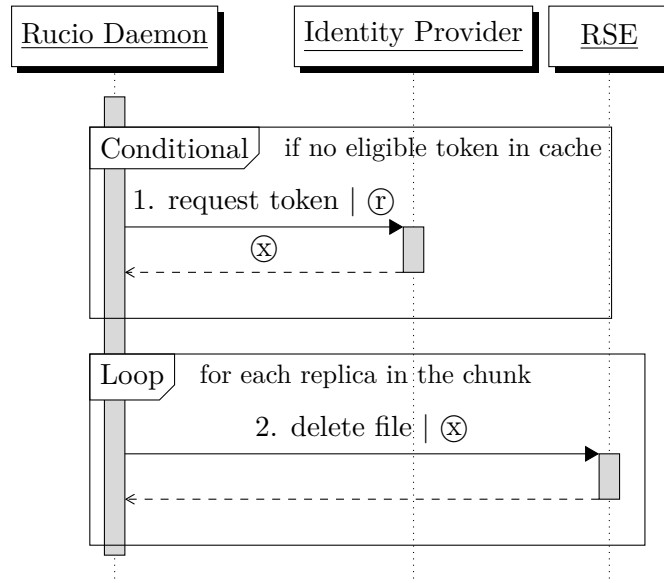 Rucio Daemon
Identity Provider
RSE
Conditional
if no eligible token in cache
1. request token | ⓡ
ⓧ
Loop
for each replica in the chunk
2. delete file | ⓧ